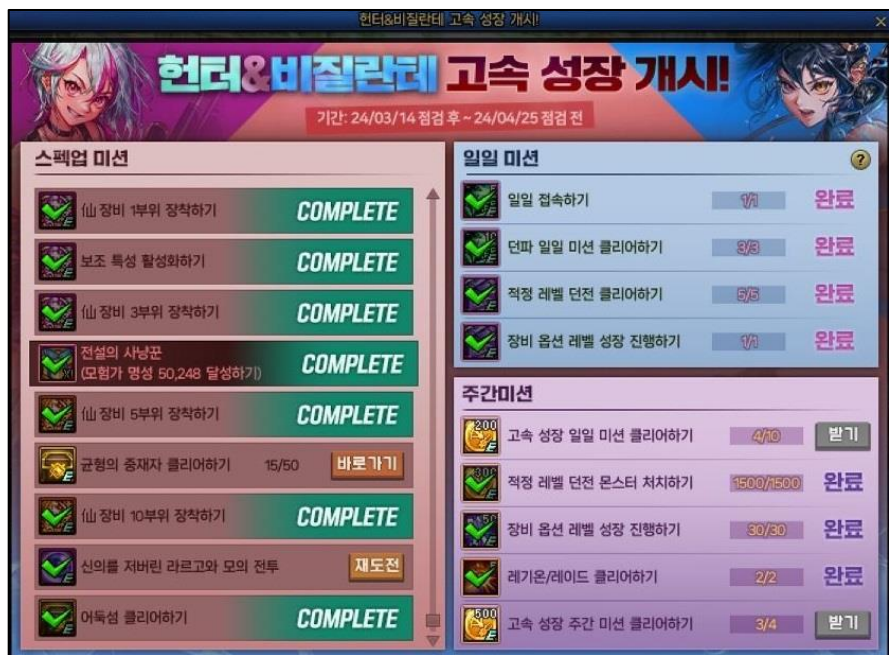 헌터&비질란테 고속 성장 개시!
헌터&비질란테 고속 성장 개시!
기간: 24/03/14 점검 후 ~ 24/04/25 점검 전
스펙업 미션
仙 장비 1부위 장착하기 COMPLETE
보조 특성 활성화하기 COMPLETE
仙 장비 3부위 장착하기 COMPLETE
전설의 사냥꾼
(모험가 명성 50,248 달성하기) COMPLETE
仙 장비 5부위 장착하기 COMPLETE
균형의 중재자 클리어하기 15/50 바로가기
仙 장비 10부위 장착하기 COMPLETE
신의를 저버린 라르고와 모의 전투 재도전
어둑섬 클리어하기 COMPLETE
일일 미션 ?
일일 접속하기 1/1 완료
던파 일일 미션 클리어하기 3/3 완료
적정 레벨 던전 클리어하기 5/5 완료
장비 옵션 레벨 성장 진행하기 1/1 완료
주간미션
200 고속 성장 일일 미션 클리어하기 4/10 받기
300 적정 레벨 던전 몬스터 처치하기 1500/1500 완료
50 장비 옵션 레벨 성장 진행하기 30/30 완료
레기온/레이드 클리어하기 2/2 완료
500 고속 성장 주간 미션 클리어하기 3/4 받기